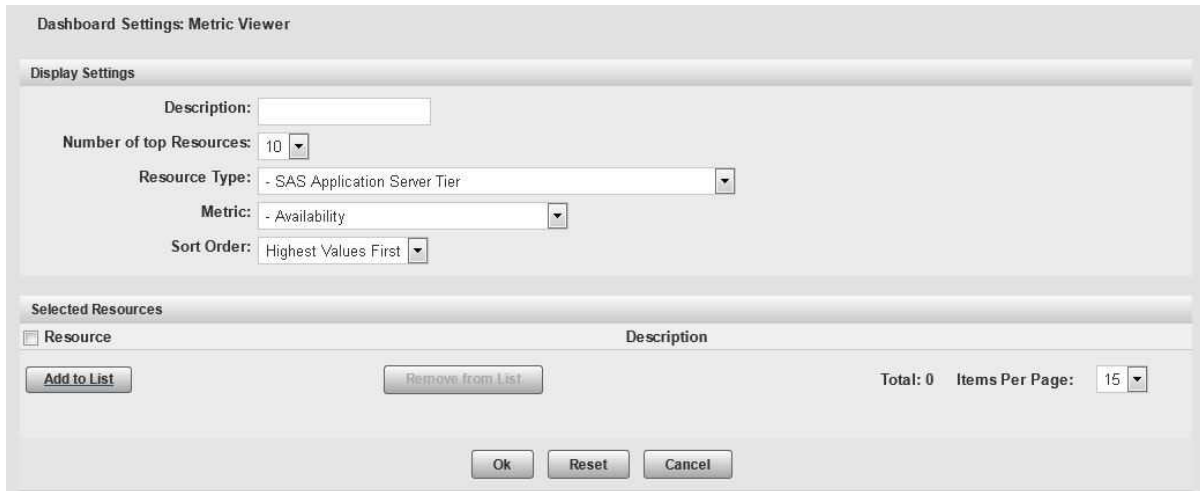 Dashboard Settings: Metric Viewer
Display Settings
Description:
Number of top Resources: 10
Resource Type: - SAS Application Server Tier
Metric: - Availability
Sort Order: Highest Values First
Selected Resources
Resource Description
Add to List Remove from List Total: 0 Items Per Page: 15
Ok Reset Cancel